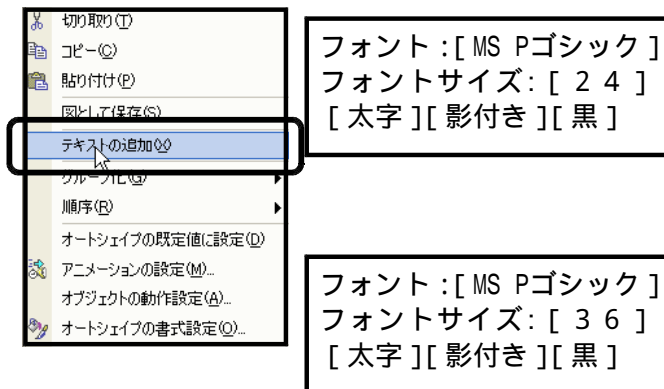 切り取り(T)
コピー(C)
貼り付け(P)
図として保存(S)
テキストの追加(X)
グループ化(G)
順序(R)
オートシェイプの既定値に設定(D)
アニメーションの設定(M)...
オブジェクトの動作設定(A)...
オートシェイプの書式設定(O)...
フォント:[MS Pゴシック]
フォントサイズ:[24]
[太字][影付き][黒]
フォント:[MS Pゴシック]
フォントサイズ:[36]
[太字][影付き][黒]